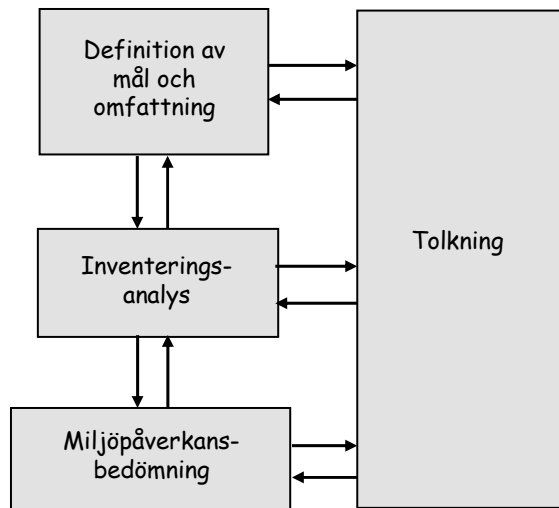 Definition av
mål och
omfattning
Tolkning
Inventerings-
analys
Miljöpåverkans-
bedömning